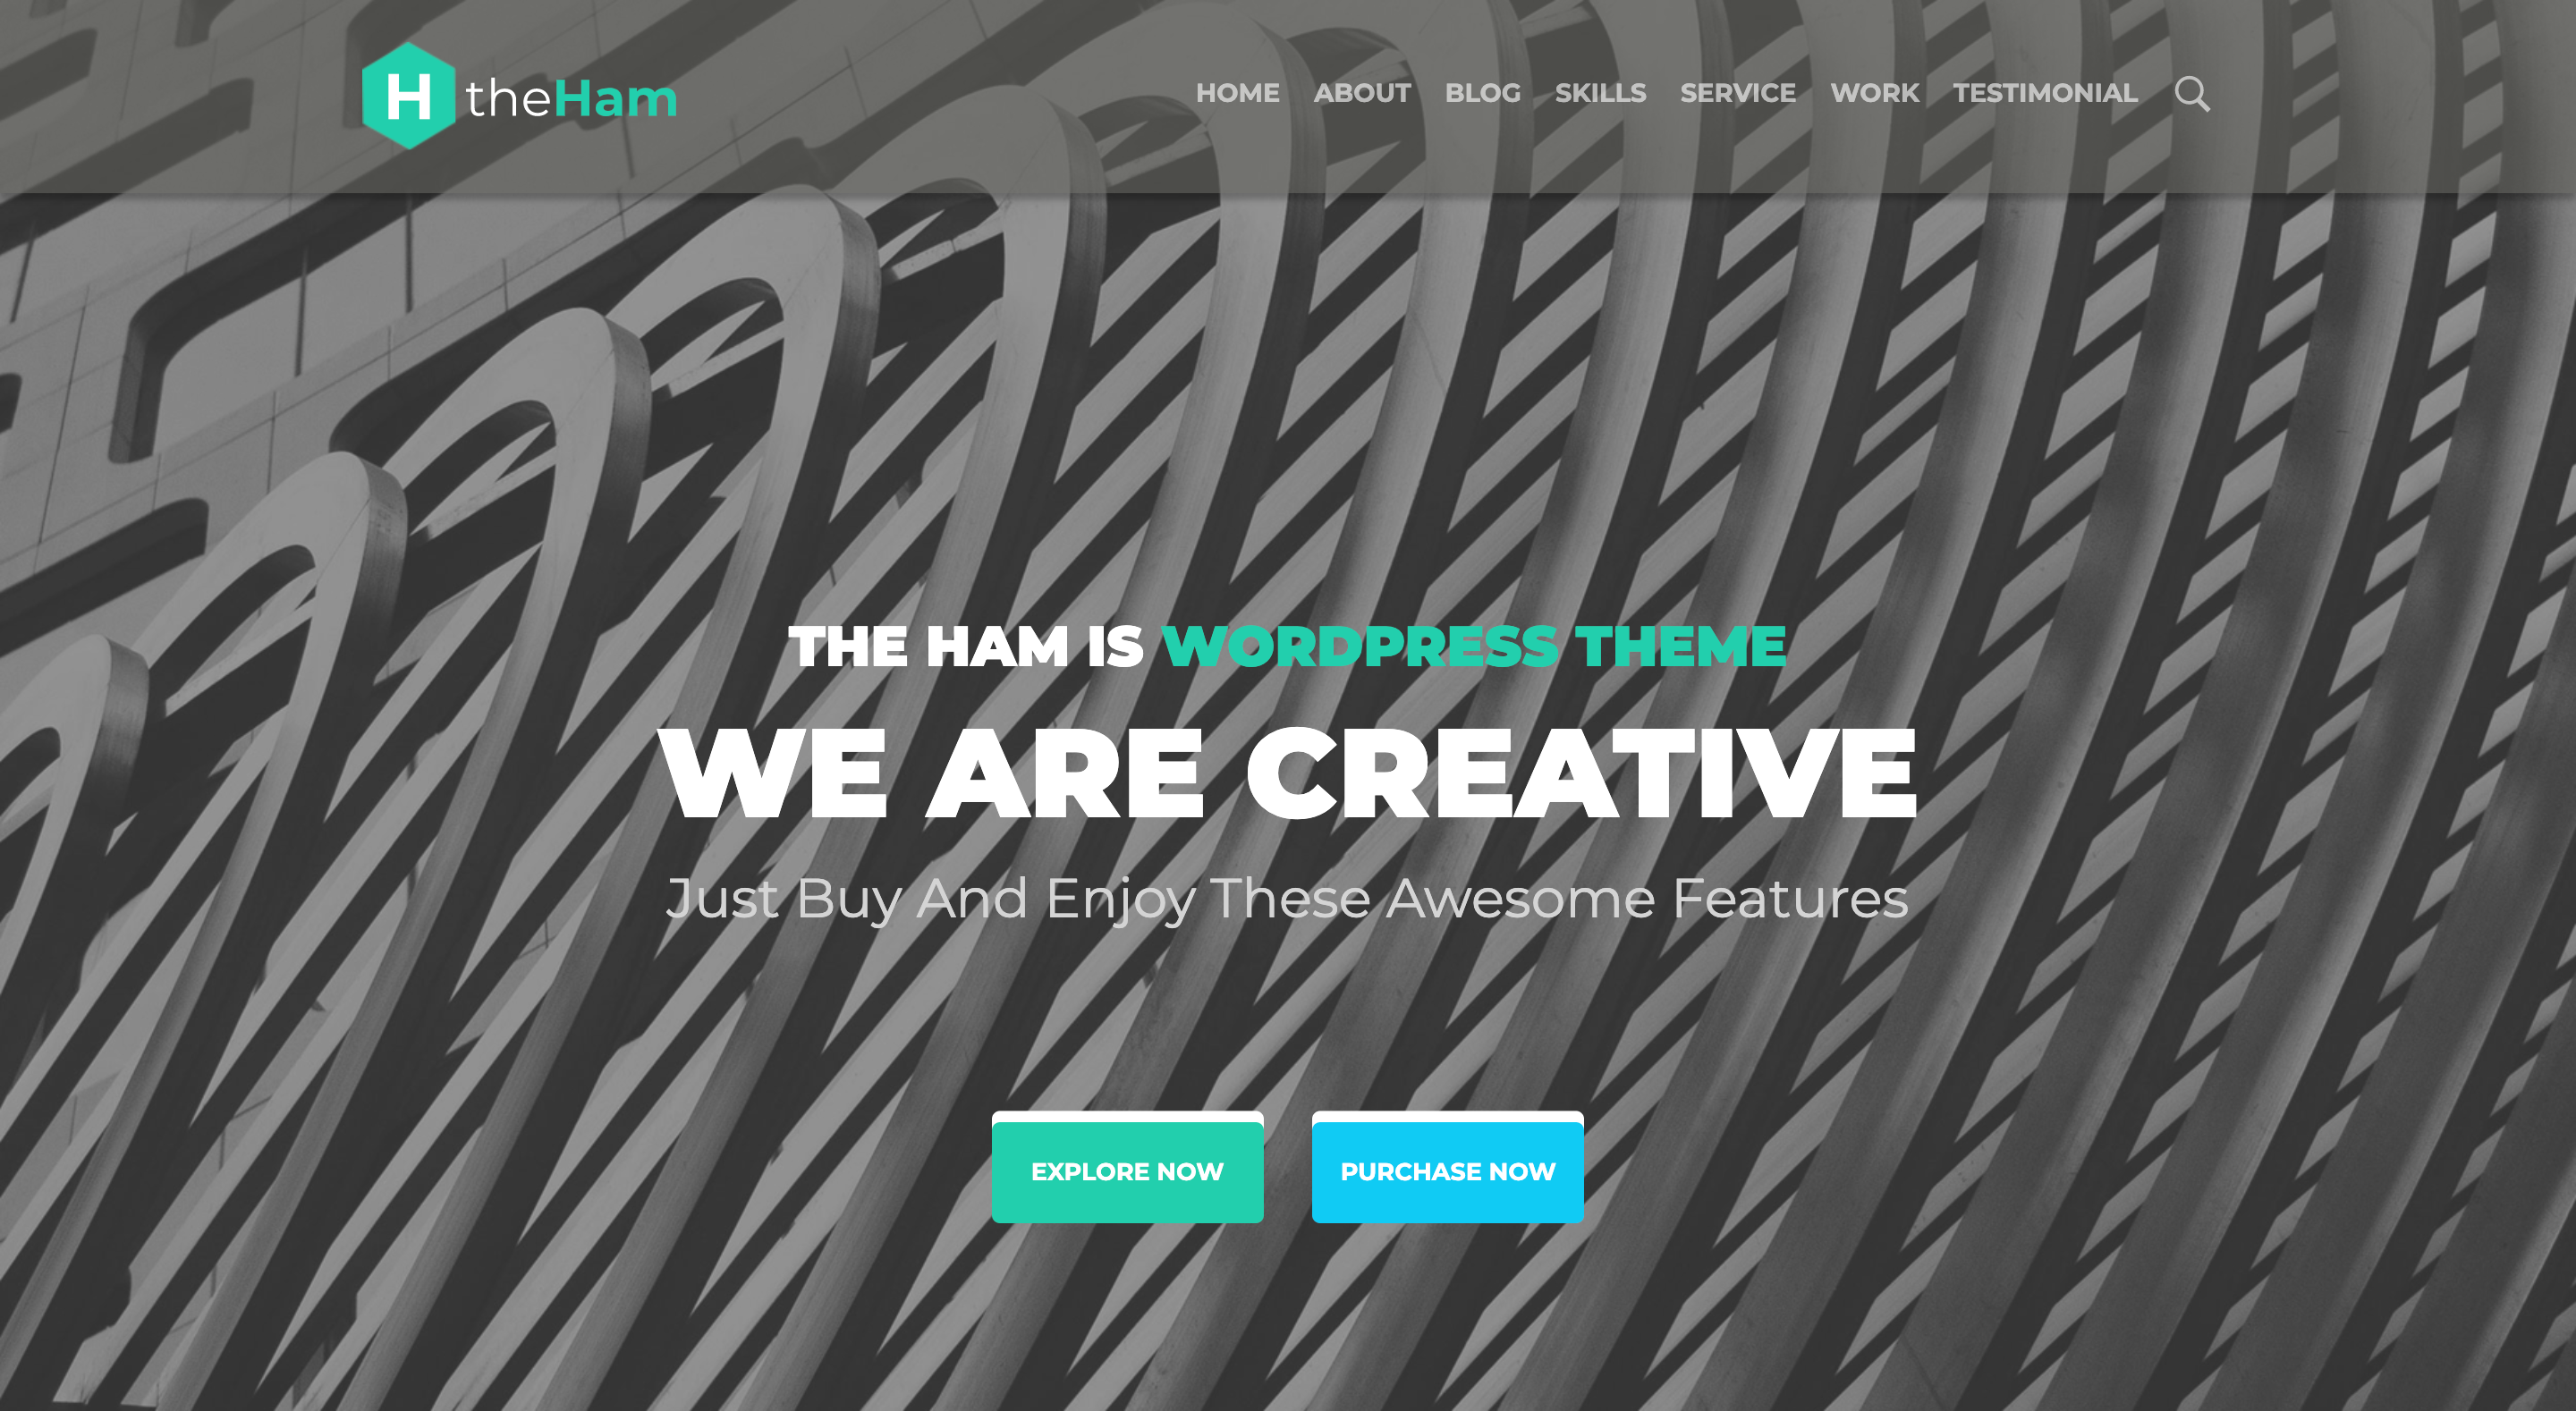 H theHam
HOME ABOUT BLOG SKILLS SERVICE WORK TESTIMONIAL
THE HAM IS WORDPRESS THEME
WE ARE CREATIVE
Just Buy And Enjoy These Awesome Features
EXPLORE NOW PURCHASE NOW